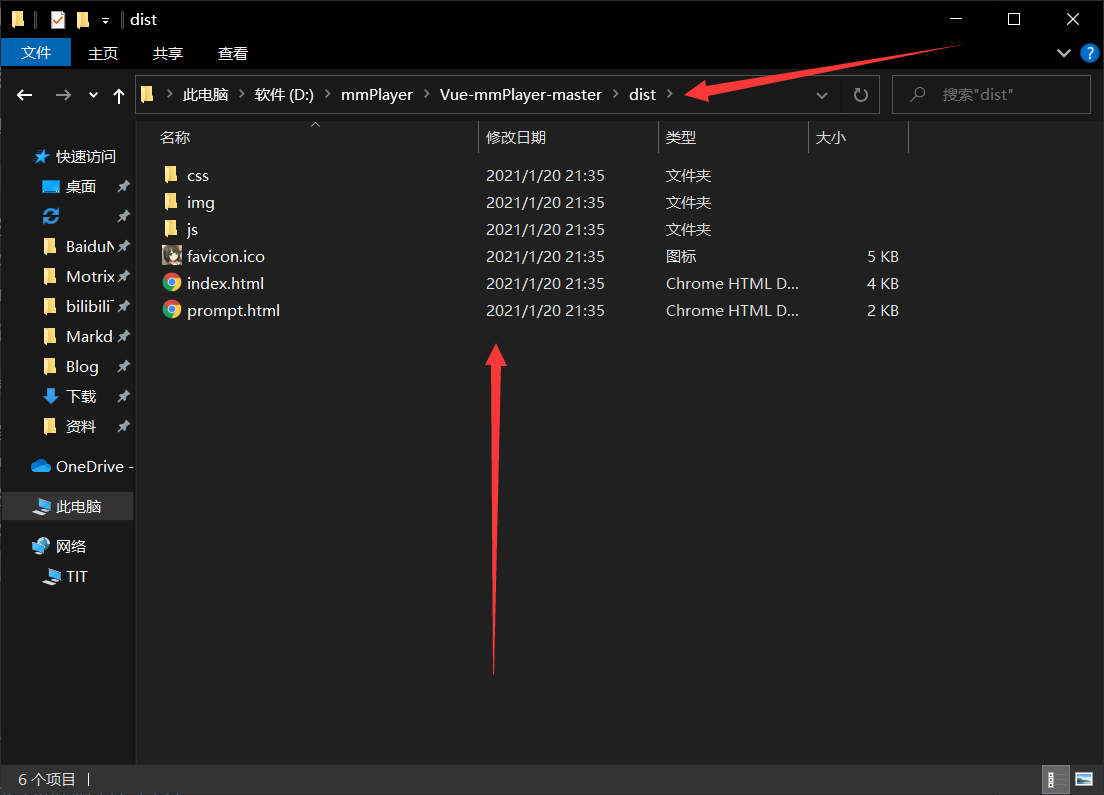 dist
文件 主页 共享 查看
此电脑 软件 (D:) mmPlayer Vue-mmPlayer-master dist 搜索"dist"
名称 修改日期 类型 大小
快速访问
桌面
BaiduN
Motrix
bilibili
Markd
Blog
下载
资料
OneDrive -
此电脑
网络
TIT
css 2021/1/20 21:35 文件夹
img 2021/1/20 21:35 文件夹
js 2021/1/20 21:35 文件夹
favicon.ico 2021/1/20 21:35 图标 5 KB
index.html 2021/1/20 21:35 Chrome HTML D... 4 KB
prompt.html 2021/1/20 21:35 Chrome HTML D... 2 KB
6 个项目